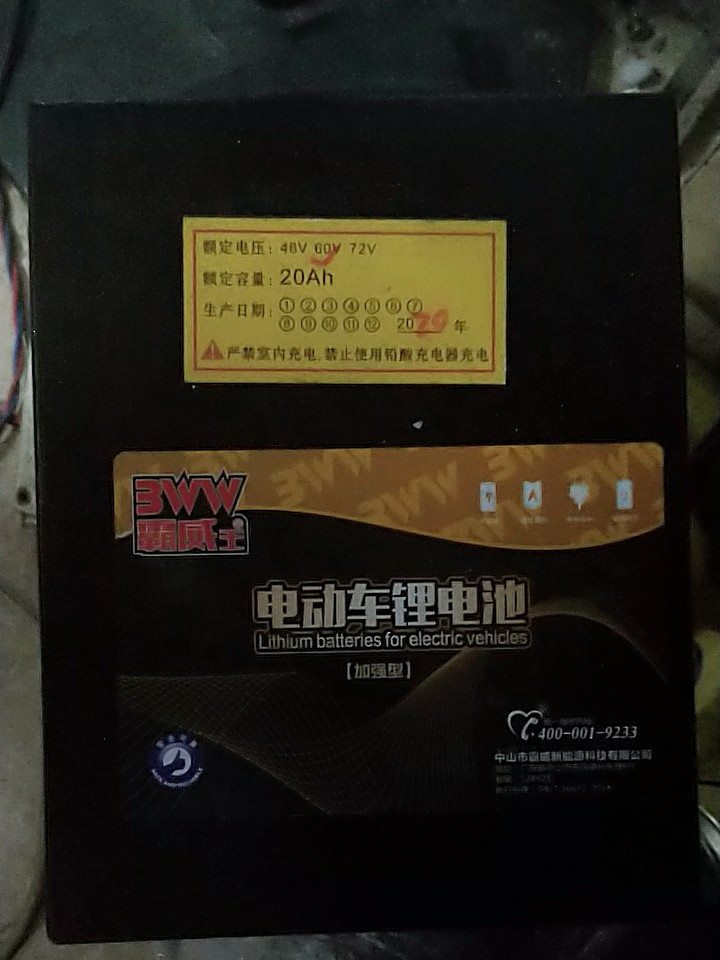 额定电压：48V 60V 72V
额定容量：20Ah
生产日期：①②③④⑤⑥⑦
⑧⑨⑩⑪⑫ 20 年
严禁室内充电,禁止使用铅酸充电器充电
3WW
霸威王
电动车锂电池
Lithium batteries for electric vehicles
【加强型】
400-001-9233
中山市霸威新能源科技有限公司